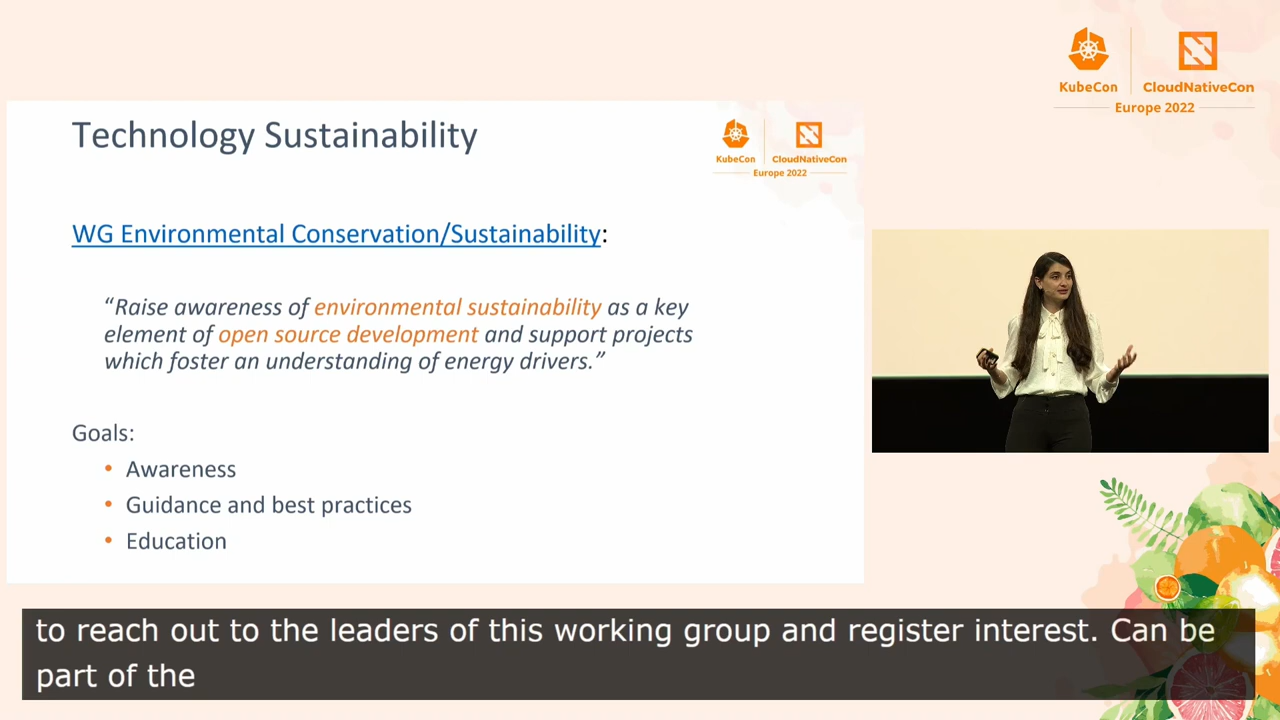 KubeCon
CloudNativeCon
Europe 2022
Technology Sustainability
KubeCon
CloudNativeCon
Europe 2022
WG Environmental Conservation/Sustainability:
“Raise awareness of environmental sustainability as a key
element of open source development and support projects
which foster an understanding of energy drivers.”
Goals:
• Awareness
• Guidance and best practices
• Education
to reach out to the leaders of this working group and register interest. Can be
part of the